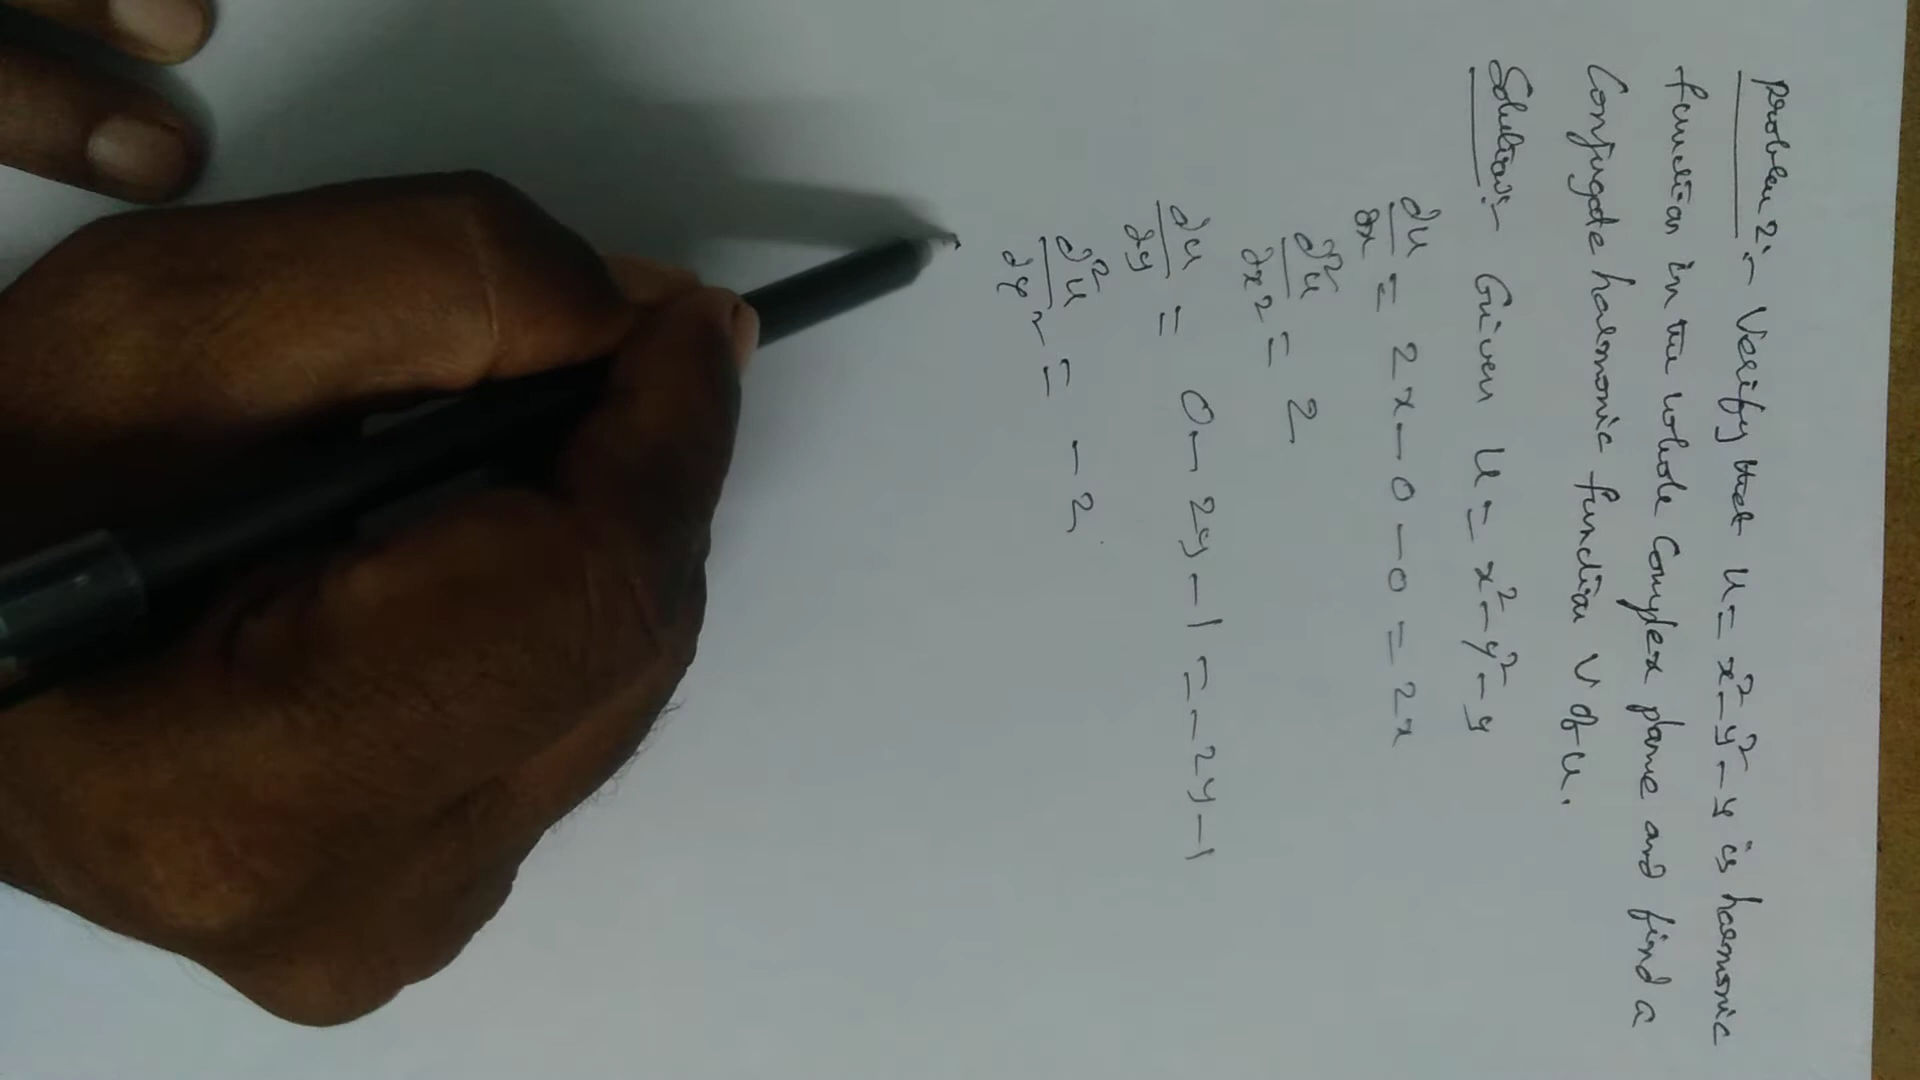 Problem 2:- Verify that u = x² - y² - y is harmonic
function in the whole Complex plane and find a
Conjugate harmonic function v of u.
Solution:- Given u = x² - y² - y
∂u/∂x = 2x - 0 - 0 = 2x
∂²u/∂x² = 2
∂u/∂y = 0 - 2y - 1 = -2y - 1
∂²u/∂y² = -2